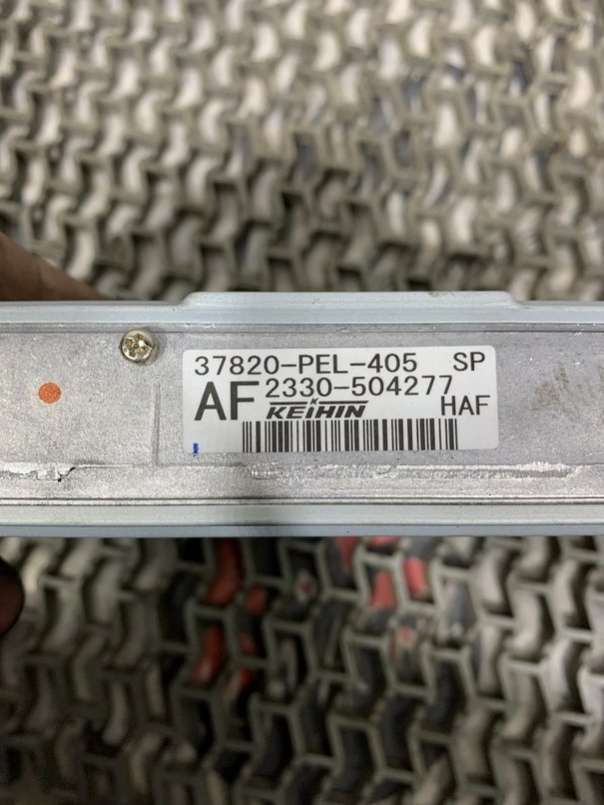 37820-PEL-405 SP
AF 2330-504277
KEIHIN HAF